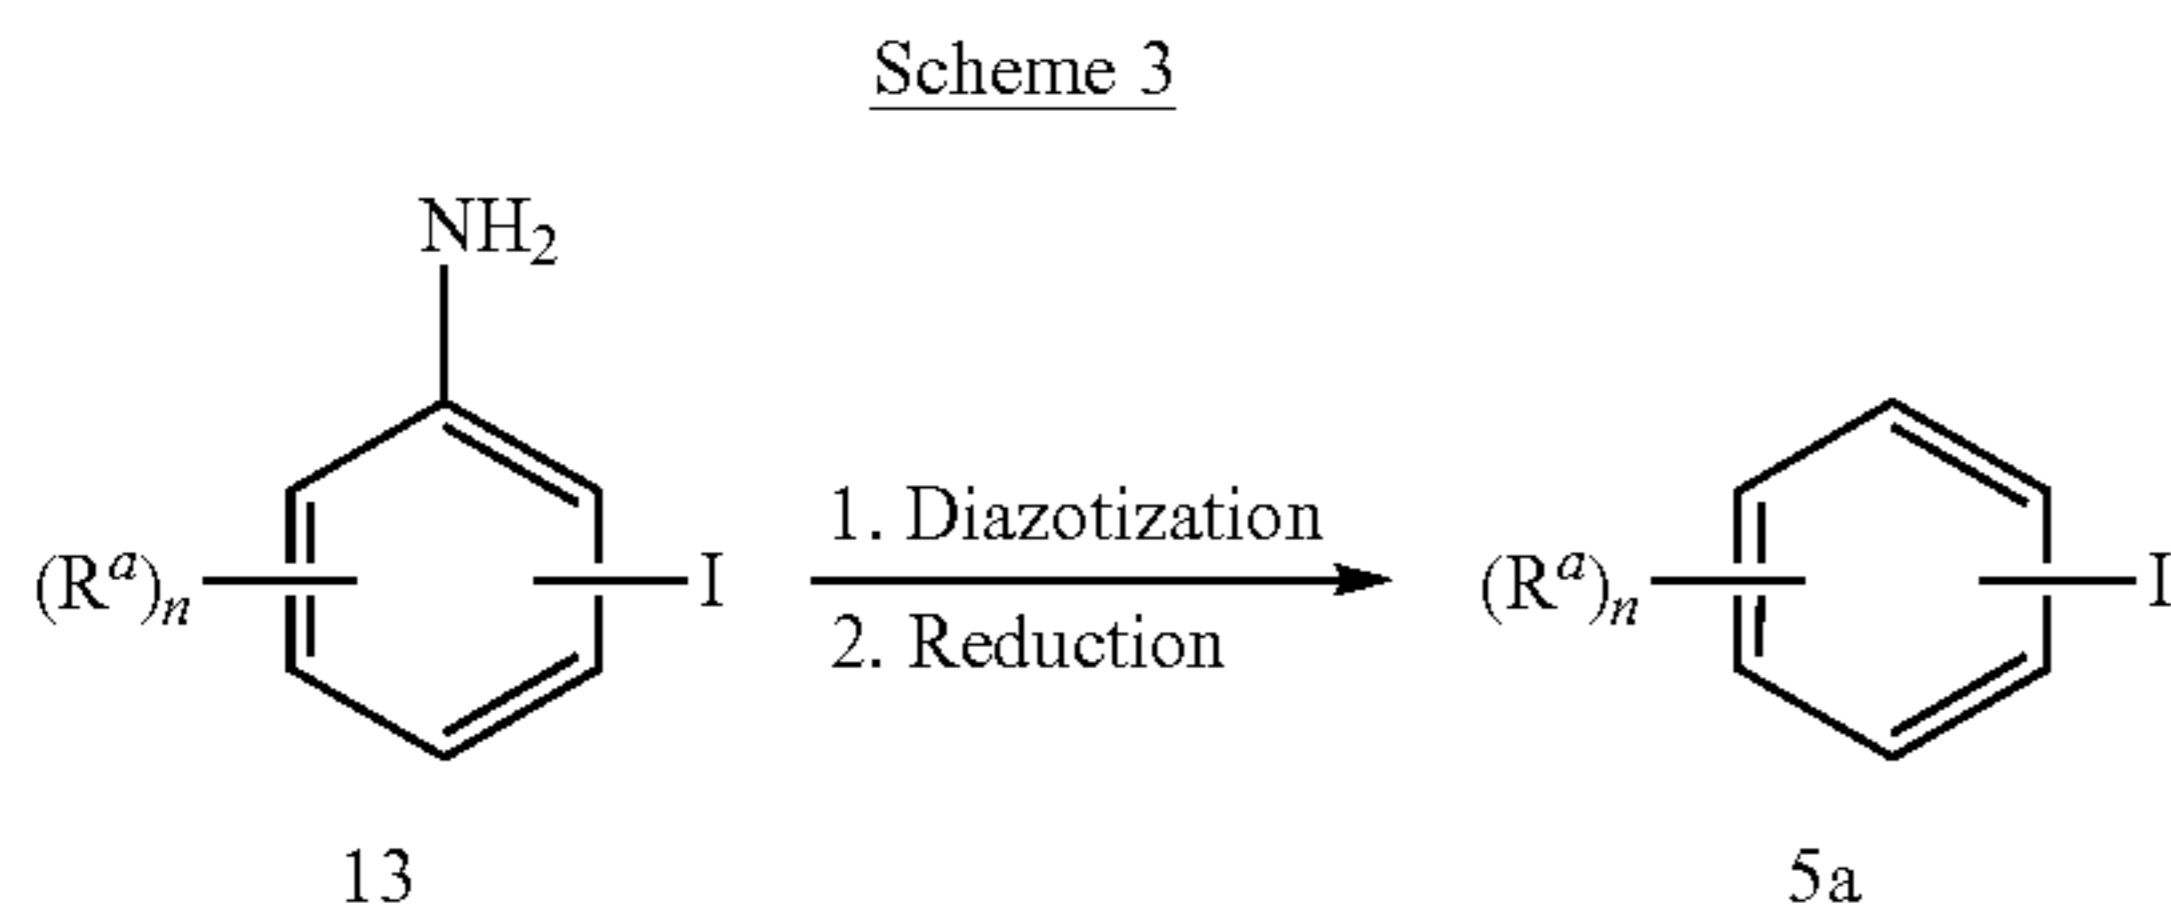 Scheme 3
NH2
(Ra)n
I
1. Diazotization
2. Reduction
(Ra)n
I
13
5a